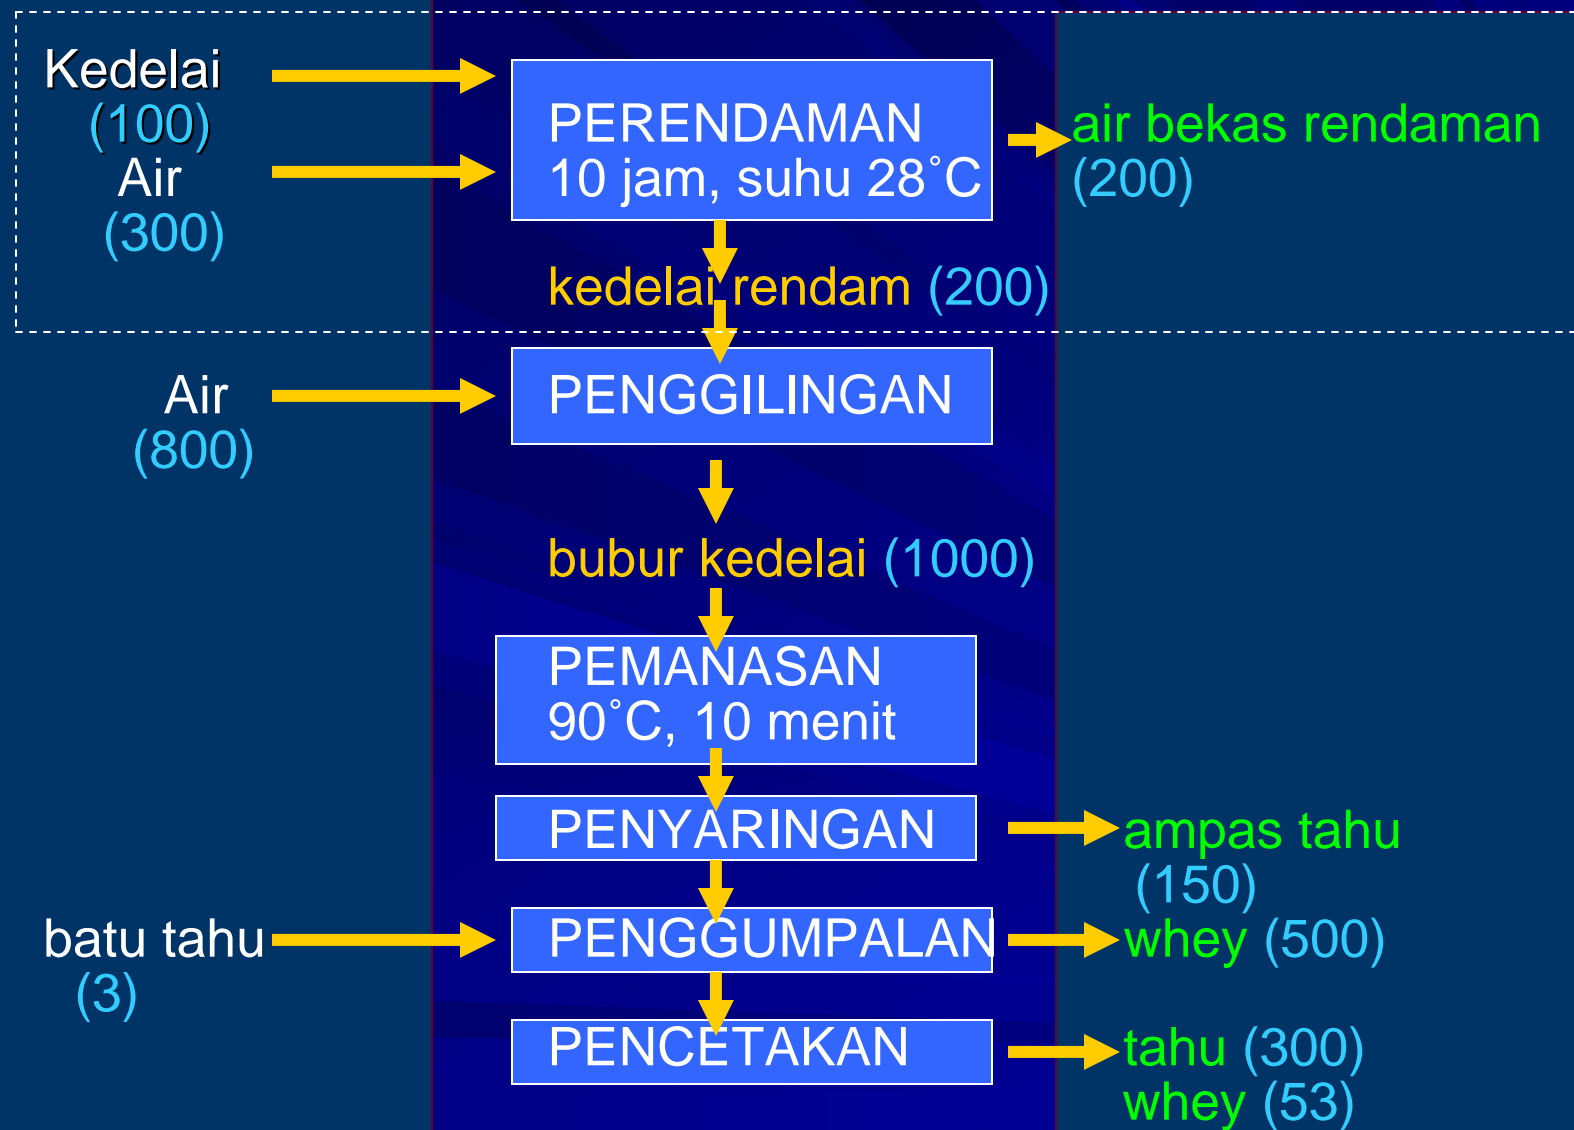 Kedelai
(100)
Air
(300)
PERENDAMAN
10 jam, suhu 28˚C
air bekas rendaman
(200)
kedelai rendam (200)
Air
(800)
PENGGILINGAN
bubur kedelai (1000)
PEMANASAN
90˚C, 10 menit
PENYARINGAN
ampas tahu
(150)
batu tahu
(3)
PENGGUMPALAN
whey (500)
PENCETAKAN
tahu (300)
whey (53)